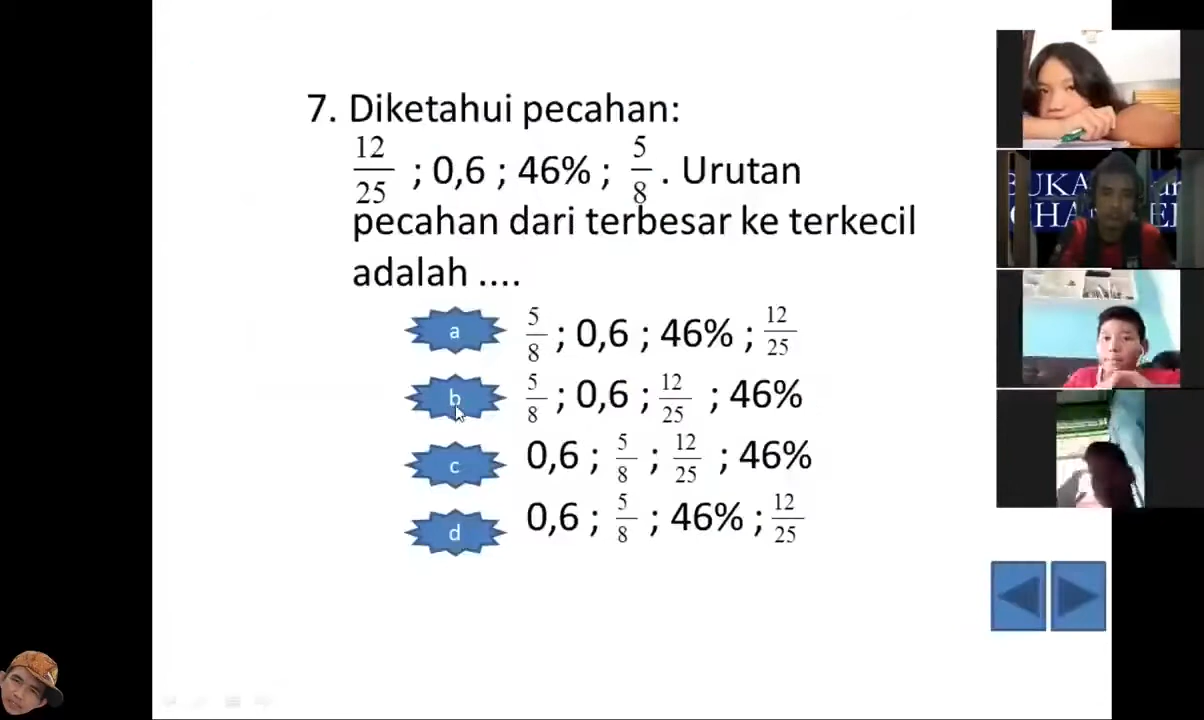 7. Diketahui pecahan:
12/25 ; 0,6 ; 46% ; 5/8 . Urutan
pecahan dari terbesar ke terkecil
adalah ....
a 5/8 ; 0,6 ; 46% ; 12/25
b 5/8 ; 0,6 ; 12/25 ; 46%
c 0,6 ; 5/8 ; 12/25 ; 46%
d 0,6 ; 5/8 ; 46% ; 12/25